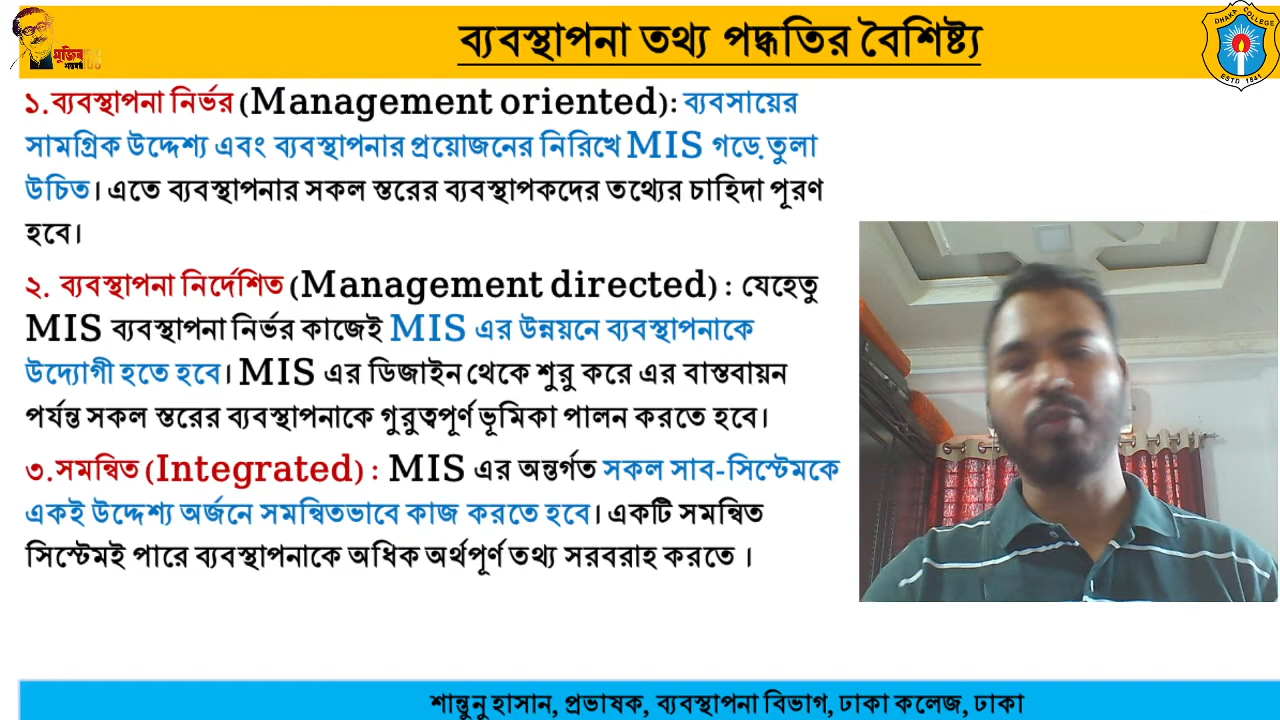 ব্যবস্থাপনা তথ্য পদ্ধতির বৈশিষ্ট্য
মুজিব
DHAKA COLLEGE
ESTD 1841
১.ব্যবস্থাপনা নির্ভর (Management oriented): ব্যবসায়ের
সামগ্রিক উদ্দেশ্য এবং ব্যবস্থাপনার প্রয়োজনের নিরিখে MIS গড়ে তুলা
উচিত। এতে ব্যবস্থাপনার সকল স্তরের ব্যবস্থাপকদের তথ্যের চাহিদা পূরণ
হবে।
২. ব্যবস্থাপনা নির্দেশিত (Management directed) : যেহেতু
MIS ব্যবস্থাপনা নির্ভর কাজেই MIS এর উন্নয়নে ব্যবস্থাপনাকে
উদ্যোগী হতে হবে। MIS এর ডিজাইন থেকে শুরু করে এর বাস্তবায়ন
পর্যন্ত সকল স্তরের ব্যবস্থাপনাকে গুরুত্বপূর্ণ ভূমিকা পালন করতে হবে।
৩.সমন্বিত (Integrated) : MIS এর অন্তর্গত সকল সাব-সিস্টেমকে
একই উদ্দেশ্য অর্জনে সমন্বিতভাবে কাজ করতে হবে। একটি সমন্বিত
সিস্টেমই পারে ব্যবস্থাপনাকে অধিক অর্থপূর্ণ তথ্য সরবরাহ করতে ।
শান্তুনু হাসান, প্রভাষক, ব্যবস্থাপনা বিভাগ, ঢাকা কলেজ, ঢাকা